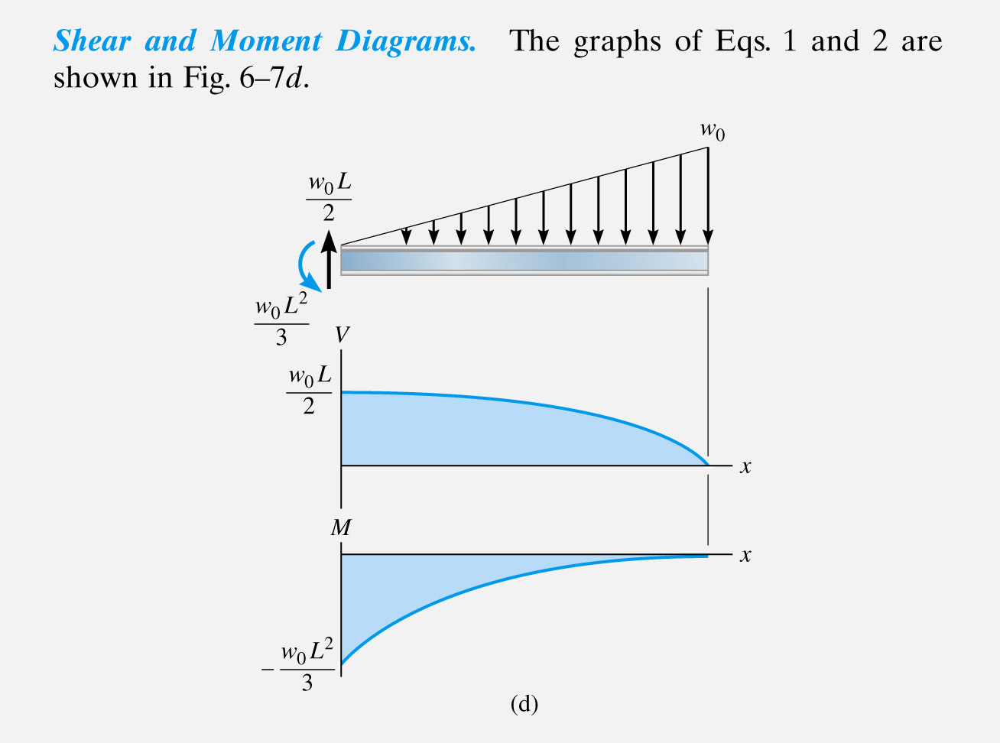 Shear and Moment Diagrams. The graphs of Eqs. 1 and 2 are
shown in Fig. 6–7d.
w₀
w₀L
2
w₀L²
3
V
w₀L
2
x
M
x
− w₀L²
3
(d)